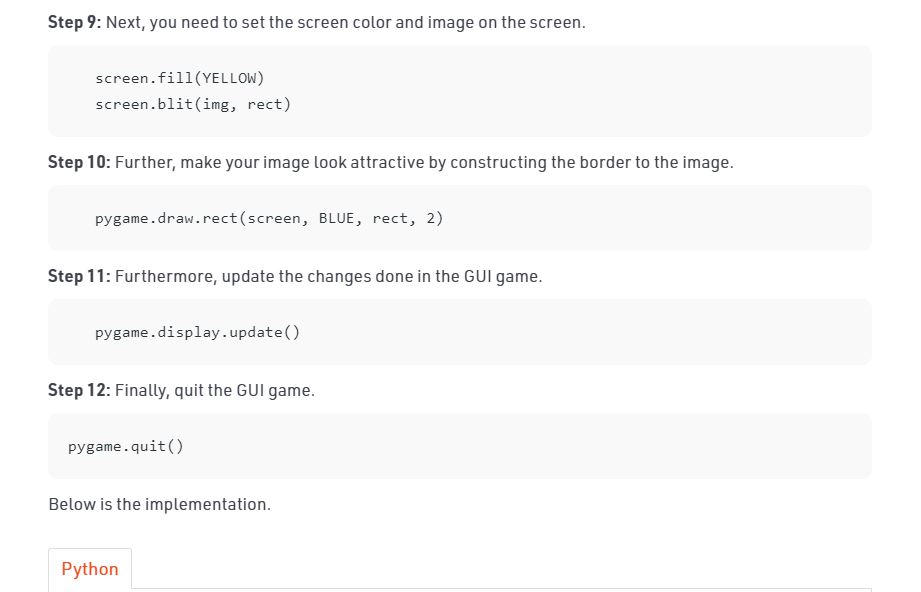 Step 9: Next, you need to set the screen color and image on the screen.
screen.fill(YELLOW)
screen.blit(img, rect)
Step 10: Further, make your image look attractive by constructing the border to the image.
pygame.draw.rect(screen, BLUE, rect, 2)
Step 11: Furthermore, update the changes done in the GUI game.
pygame.display.update()
Step 12: Finally, quit the GUI game.
pygame.quit()
Below is the implementation.
Python